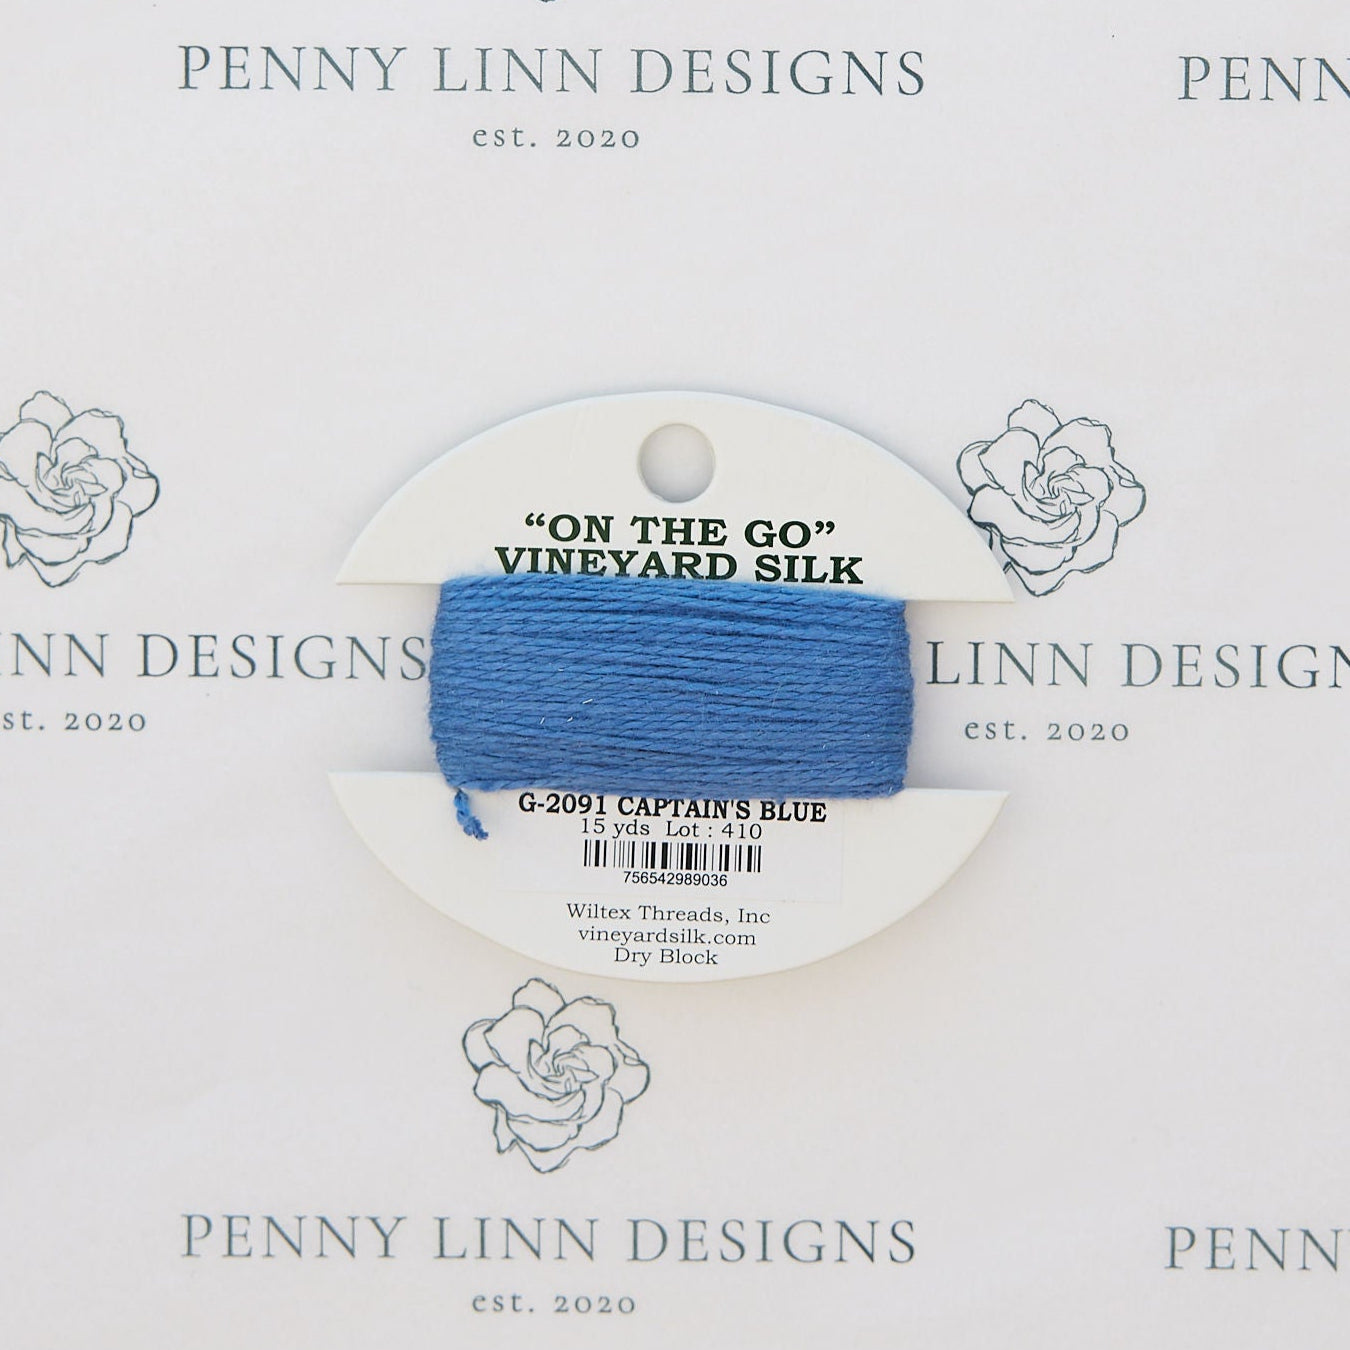 PENNY LINN DESIGNS
est. 2020
PENN
"ON THE GO"
VINEYARD SILK
INN DESIGNS
st. 2020
LINN DESIGN
est. 2020
G-2091 CAPTAIN'S BLUE
15 yds Lot : 410
756542989036
Wiltex Threads, Inc
vineyardsilk.com
Dry Block
PENNY LINN DESIGNS
est. 2020
PENN